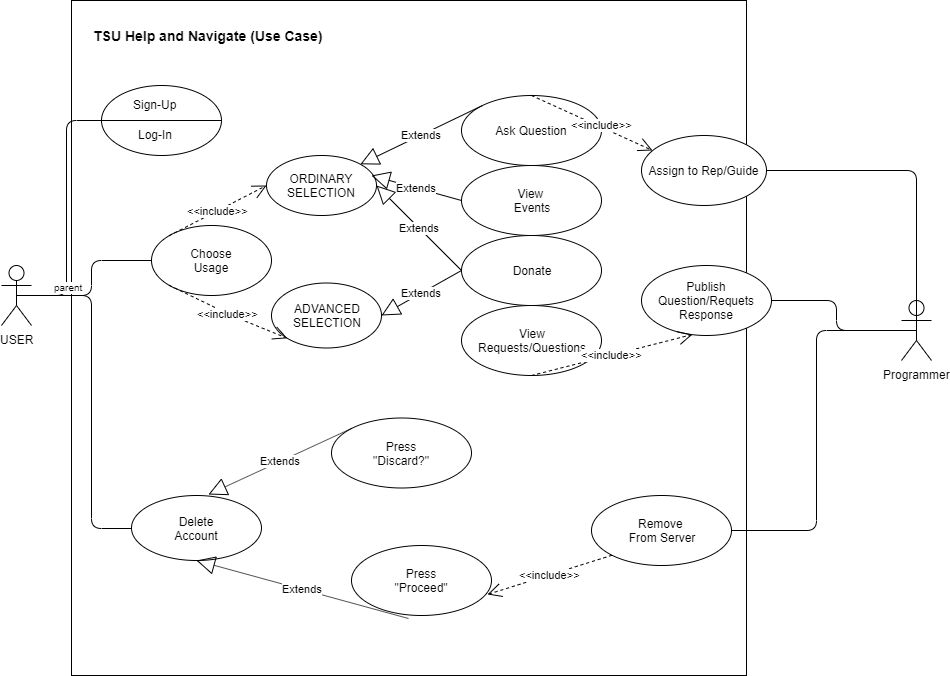 TSU Help and Navigate (Use Case)
Sign-Up
Log-In
Ask Question
<<include>>
Extends
Assign to Rep/Guide
ORDINARY
SELECTION
Extends
View
Events
<<include>>
Extends
Choose
Usage
Donate
parent
Extends
Publish
Question/Requets
Response
<<include>>
ADVANCED
SELECTION
USER
View
Requests/Questions
<<include>>
Programmer
Press
"Discard?"
Extends
Delete
Account
Remove
From Server
Press
"Proceed"
<<include>>
Extends